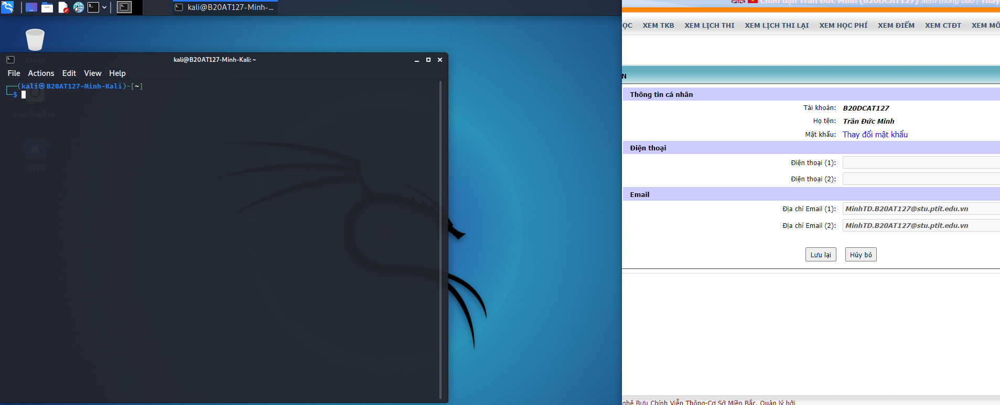 kali@B20AT127-Minh-...
Trash
kali@B20AT127-Minh-Kali: ~
File Actions Edit View Help
┌──(kali㉿B20AT127-Minh-Kali)-[~]
└─$
File System
Home
Chào bạn Trần Đức Minh (B20DCAT127) Xem thông báo | Thay
ỌC XEM TKB XEM LỊCH THI XEM LỊCH THI LẠI XEM HỌC PHÍ XEM ĐIỂM XEM CTĐT XEM MÔ
N
Thông tin cá nhân
Tài khoản: B20DCAT127
Họ tên: Trần Đức Minh
Mật khẩu: Thay đổi mật khẩu
Điện thoại
Điện thoại (1):
Điện thoại (2):
Email
Địa chỉ Email (1): MinhTD.B20AT127@stu.ptit.edu.vn
Địa chỉ Email (2): MinhTD.B20AT127@stu.ptit.edu.vn
Lưu lại Hủy bỏ
nghệ Bưu Chính Viễn Thông-Cơ Sở Miền Bắc. Quản lý bởi